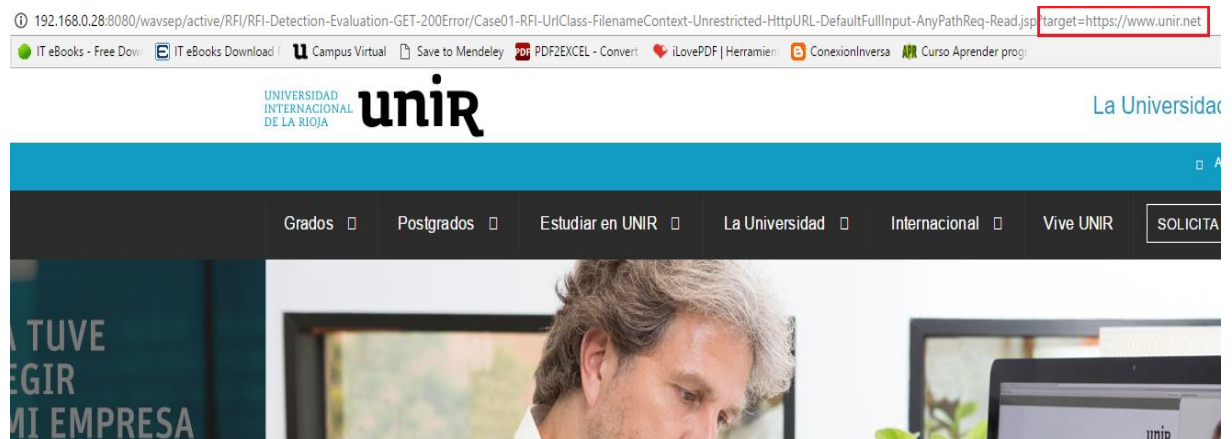 192.168.0.28:8080/wavsep/active/RFI/RFI-Detection-Evaluation-GET-200Error/Case01-RFI-UrlClass-FilenameContext-Unrestricted-HttpURL-DefaultFullInput-AnyPathReq-Read.jsp?target=https://www.unir.net
IT eBooks - Free Dow IT eBooks Download F Campus Virtual Save to Mendeley PDF2EXCEL - Convert iLovePDF | Herramien ConexionInversa Curso Aprender progr
UNIVERSIDAD
INTERNACIONAL
DE LA RIOJA
unir
La Universidad
A
Grados Postgrados Estudiar en UNIR La Universidad Internacional Vive UNIR SOLICITA
A TUVE
EGIR
MI EMPRESA
unir